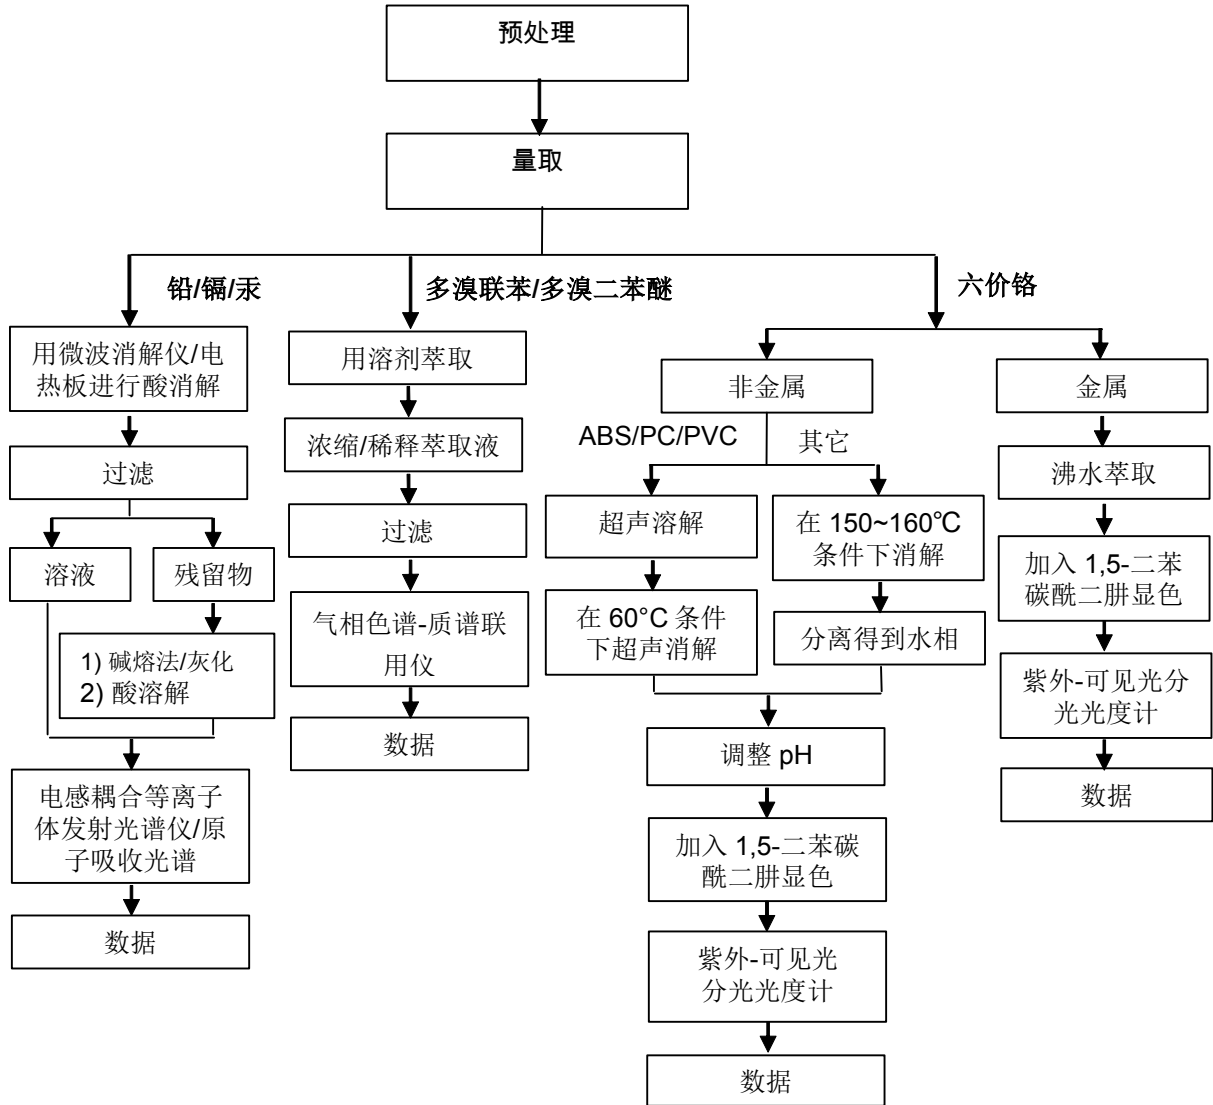 预处理
量取
铅/镉/汞
多溴联苯/多溴二苯醚
六价铬
用微波消解仪/电
热板进行酸消解
过滤
溶液
残留物
1) 碱熔法/灰化
2) 酸溶解
电感耦合等离子
体发射光谱仪/原
子吸收光谱
数据
用溶剂萃取
浓缩/稀释萃取液
过滤
气相色谱-质谱联
用仪
数据
非金属
ABS/PC/PVC
其它
超声溶解
在 60°C 条件
下超声消解
在 150~160℃
条件下消解
分离得到水相
调整 pH
加入 1,5-二苯碳
酰二肼显色
紫外-可见光
分光光度计
数据
金属
沸水萃取
加入 1,5-二苯
碳酰二肼显色
紫外-可见光分
光光度计
数据